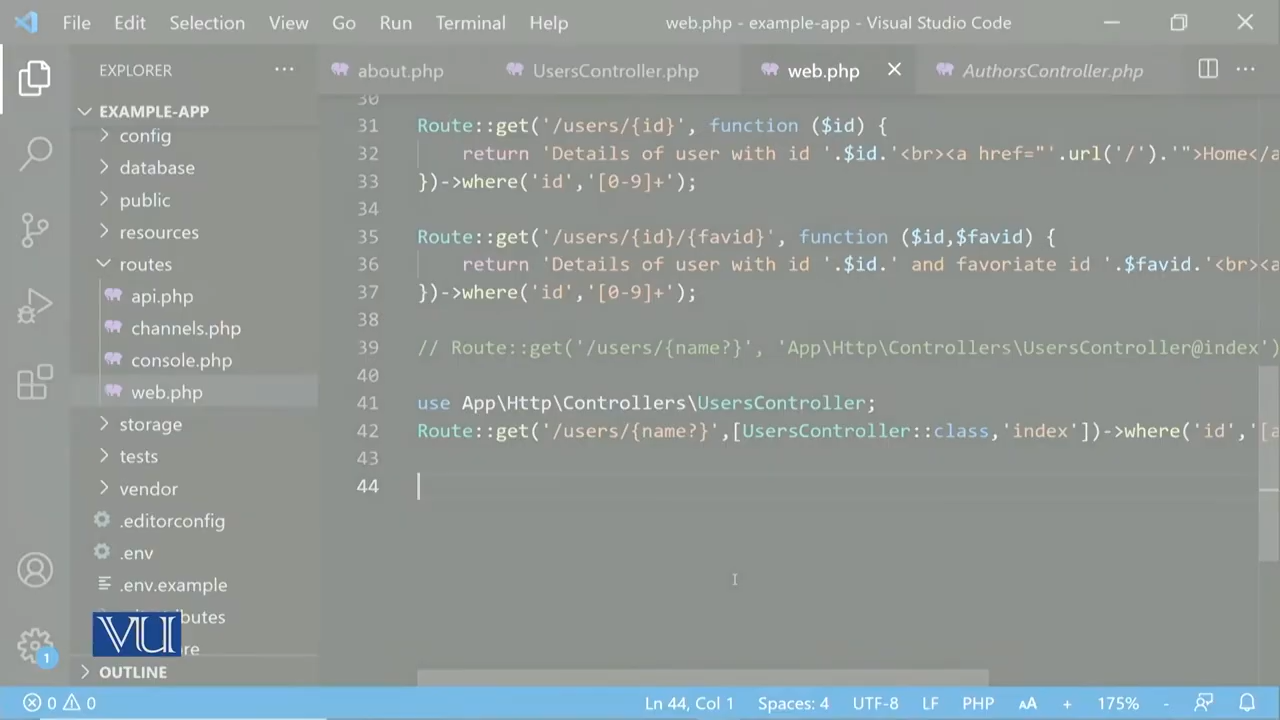 File Edit Selection View Go Run Terminal Help web.php - example-app - Visual Studio Code
EXPLORER
about.php UsersController.php web.php AuthorsController.php
EXAMPLE-APP
config
database
public
resources
routes
api.php
channels.php
console.php
web.php
storage
tests
vendor
.editorconfig
.env
.env.example
OUTLINE
30
31 Route::get('/users/{id}', function ($id) {
32 return 'Details of user with id '.$id.'<br><a href="'.url('/').'">Home</a
33 })->where('id','[0-9]+');
34
35 Route::get('/users/{id}/{favid}', function ($id,$favid) {
36 return 'Details of user with id '.$id.' and favoriate id '.$favid.'<br><a
37 })->where('id','[0-9]+');
38
39 // Route::get('/users/{name?}', 'App\Http\Controllers\UsersController@index')
40
41 use App\Http\Controllers\UsersController;
42 Route::get('/users/{name?}',[UsersController::class,'index'])->where('id','[a
43
44
VU
1
0 0 Ln 44, Col 1 Spaces: 4 UTF-8 LF PHP AA + 175% -